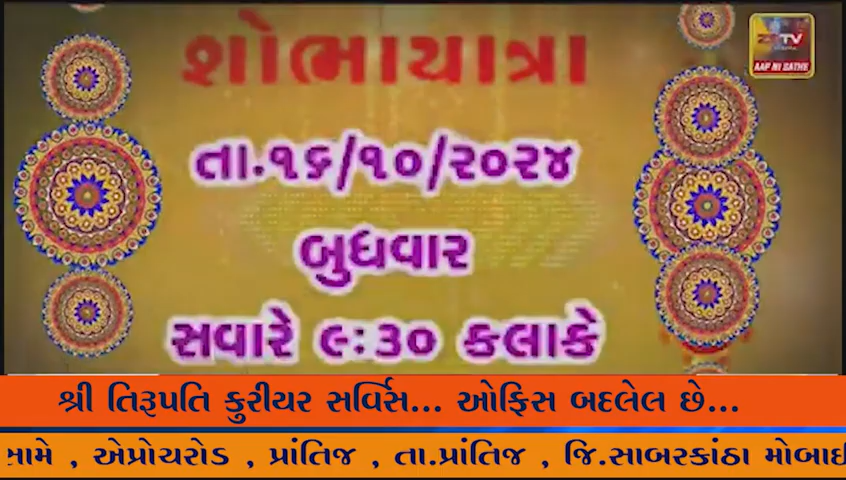 શોભાયાત્રા
તા.૧૬/૧૦/૨૦૨૪
બુધવાર
સવારે ૯:૩૦ કલાકે
TV
AAP NI SATHE
શ્રી તિરૂપતિ કુરીયર સર્વિસ... ઓફિસ બદલેલ છે...
સામે , એપ્રોચરોડ , પ્રાંતિજ , તા.પ્રાંતિજ , જિ.સાબરકાંઠા મોબાઈ